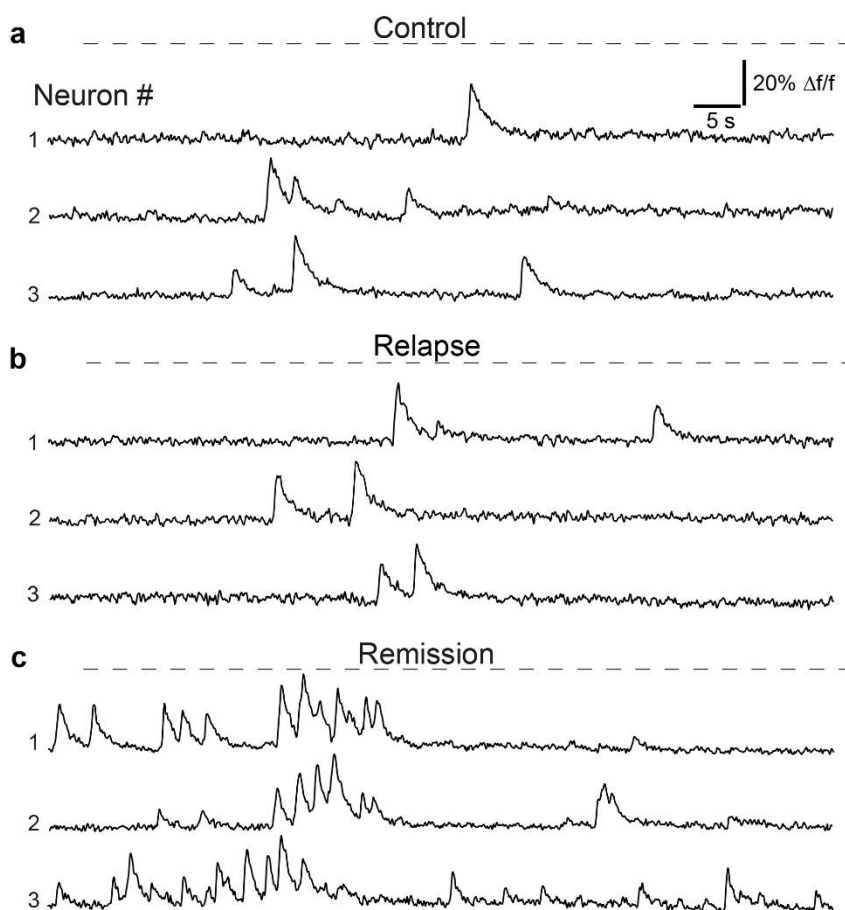 a Control
Neuron #
20% Δf/f
5 s
1
2
3
b Relapse
1
2
3
c Remission
1
2
3